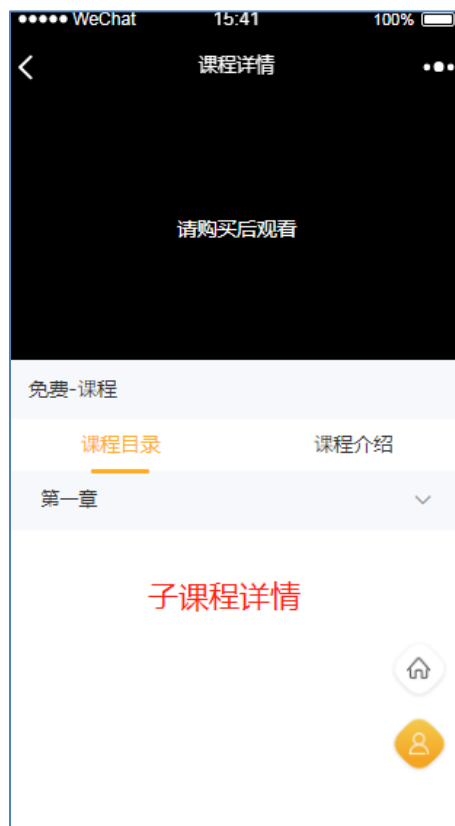 ●●●●● WeChat 15:41 100%
课程详情
请购买后观看
免费-课程
课程目录 课程介绍
第一章
子课程详情